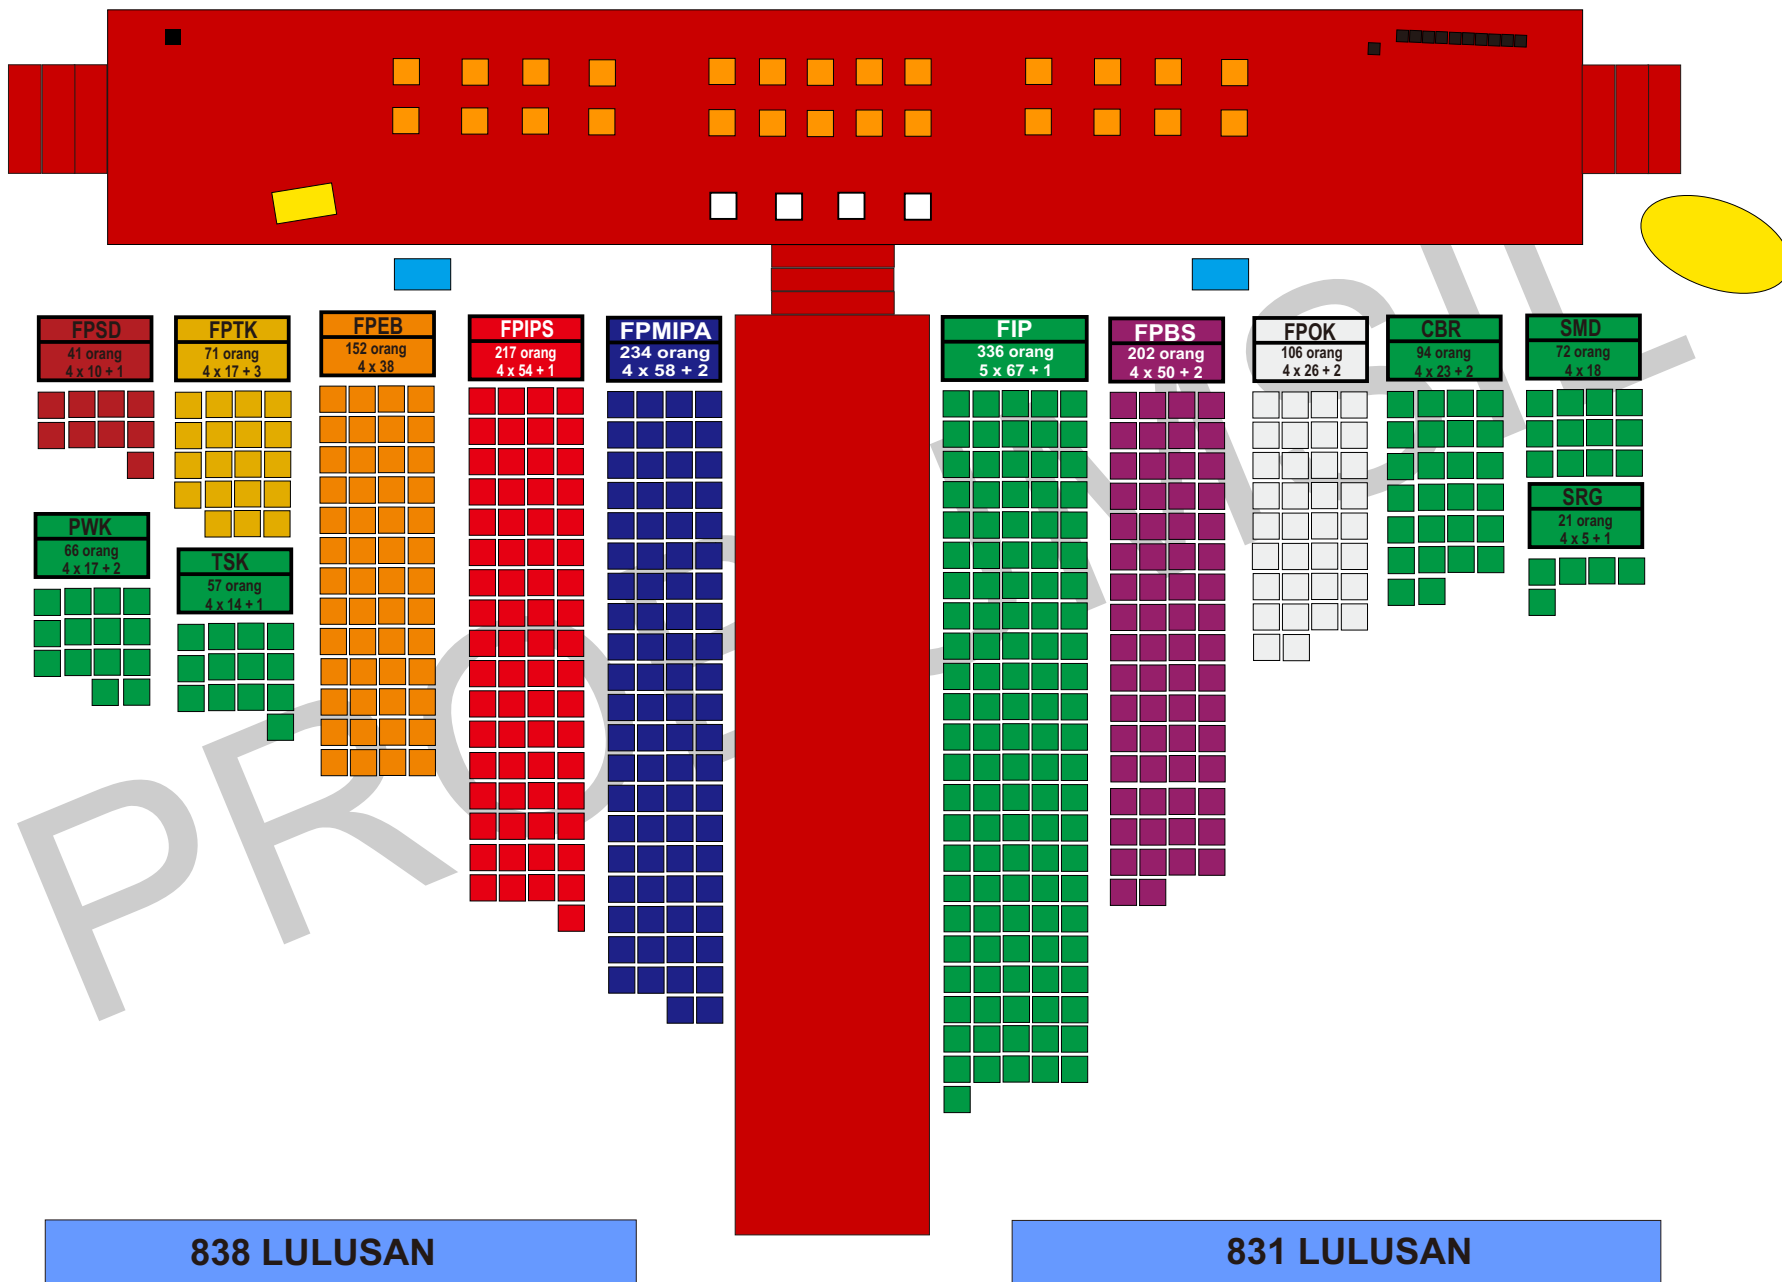 FPSD
41 orang
4 x 10 + 1
FPTK
71 orang
4 x 17 + 3
FPEB
152 orang
4 x 38
FPIPS
217 orang
4 x 54 + 1
FPMIPA
234 orang
4 x 58 + 2
FIP
336 orang
5 x 67 + 1
FPBS
202 orang
4 x 50 + 2
FPOK
106 orang
4 x 26 + 2
CBR
94 orang
4 x 23 + 2
SMD
72 orang
4 x 18
PWK
66 orang
4 x 17 + 2
TSK
57 orang
4 x 14 + 1
SRG
21 orang
4 x 5 + 1
838 LULUSAN
831 LULUSAN